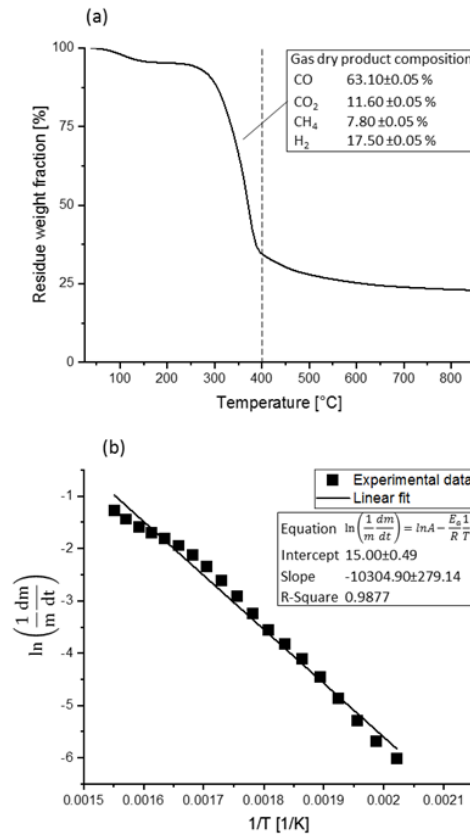 (a)
100
75
50
25
0
Residue weight fraction [%]
Gas dry product composition
CO 63.10±0.05 %
CO₂ 11.60±0.05 %
CH₄ 7.80±0.05 %
H₂ 17.50±0.05 %
100 200 300 400 500 600 700 800
Temperature [°C]
(b)
-1
-2
-3
-4
-5
-6
ln(1/m dm/dt)
Experimental data
Linear fit
Equation ln(1/m dm/dt) = lnA − E_a/R 1/T
Intercept 15.00±0.49
Slope -10304.90±279.14
R-Square 0.9877
0.0015 0.0016 0.0017 0.0018 0.0019 0.002 0.0021
1/T [1/K]